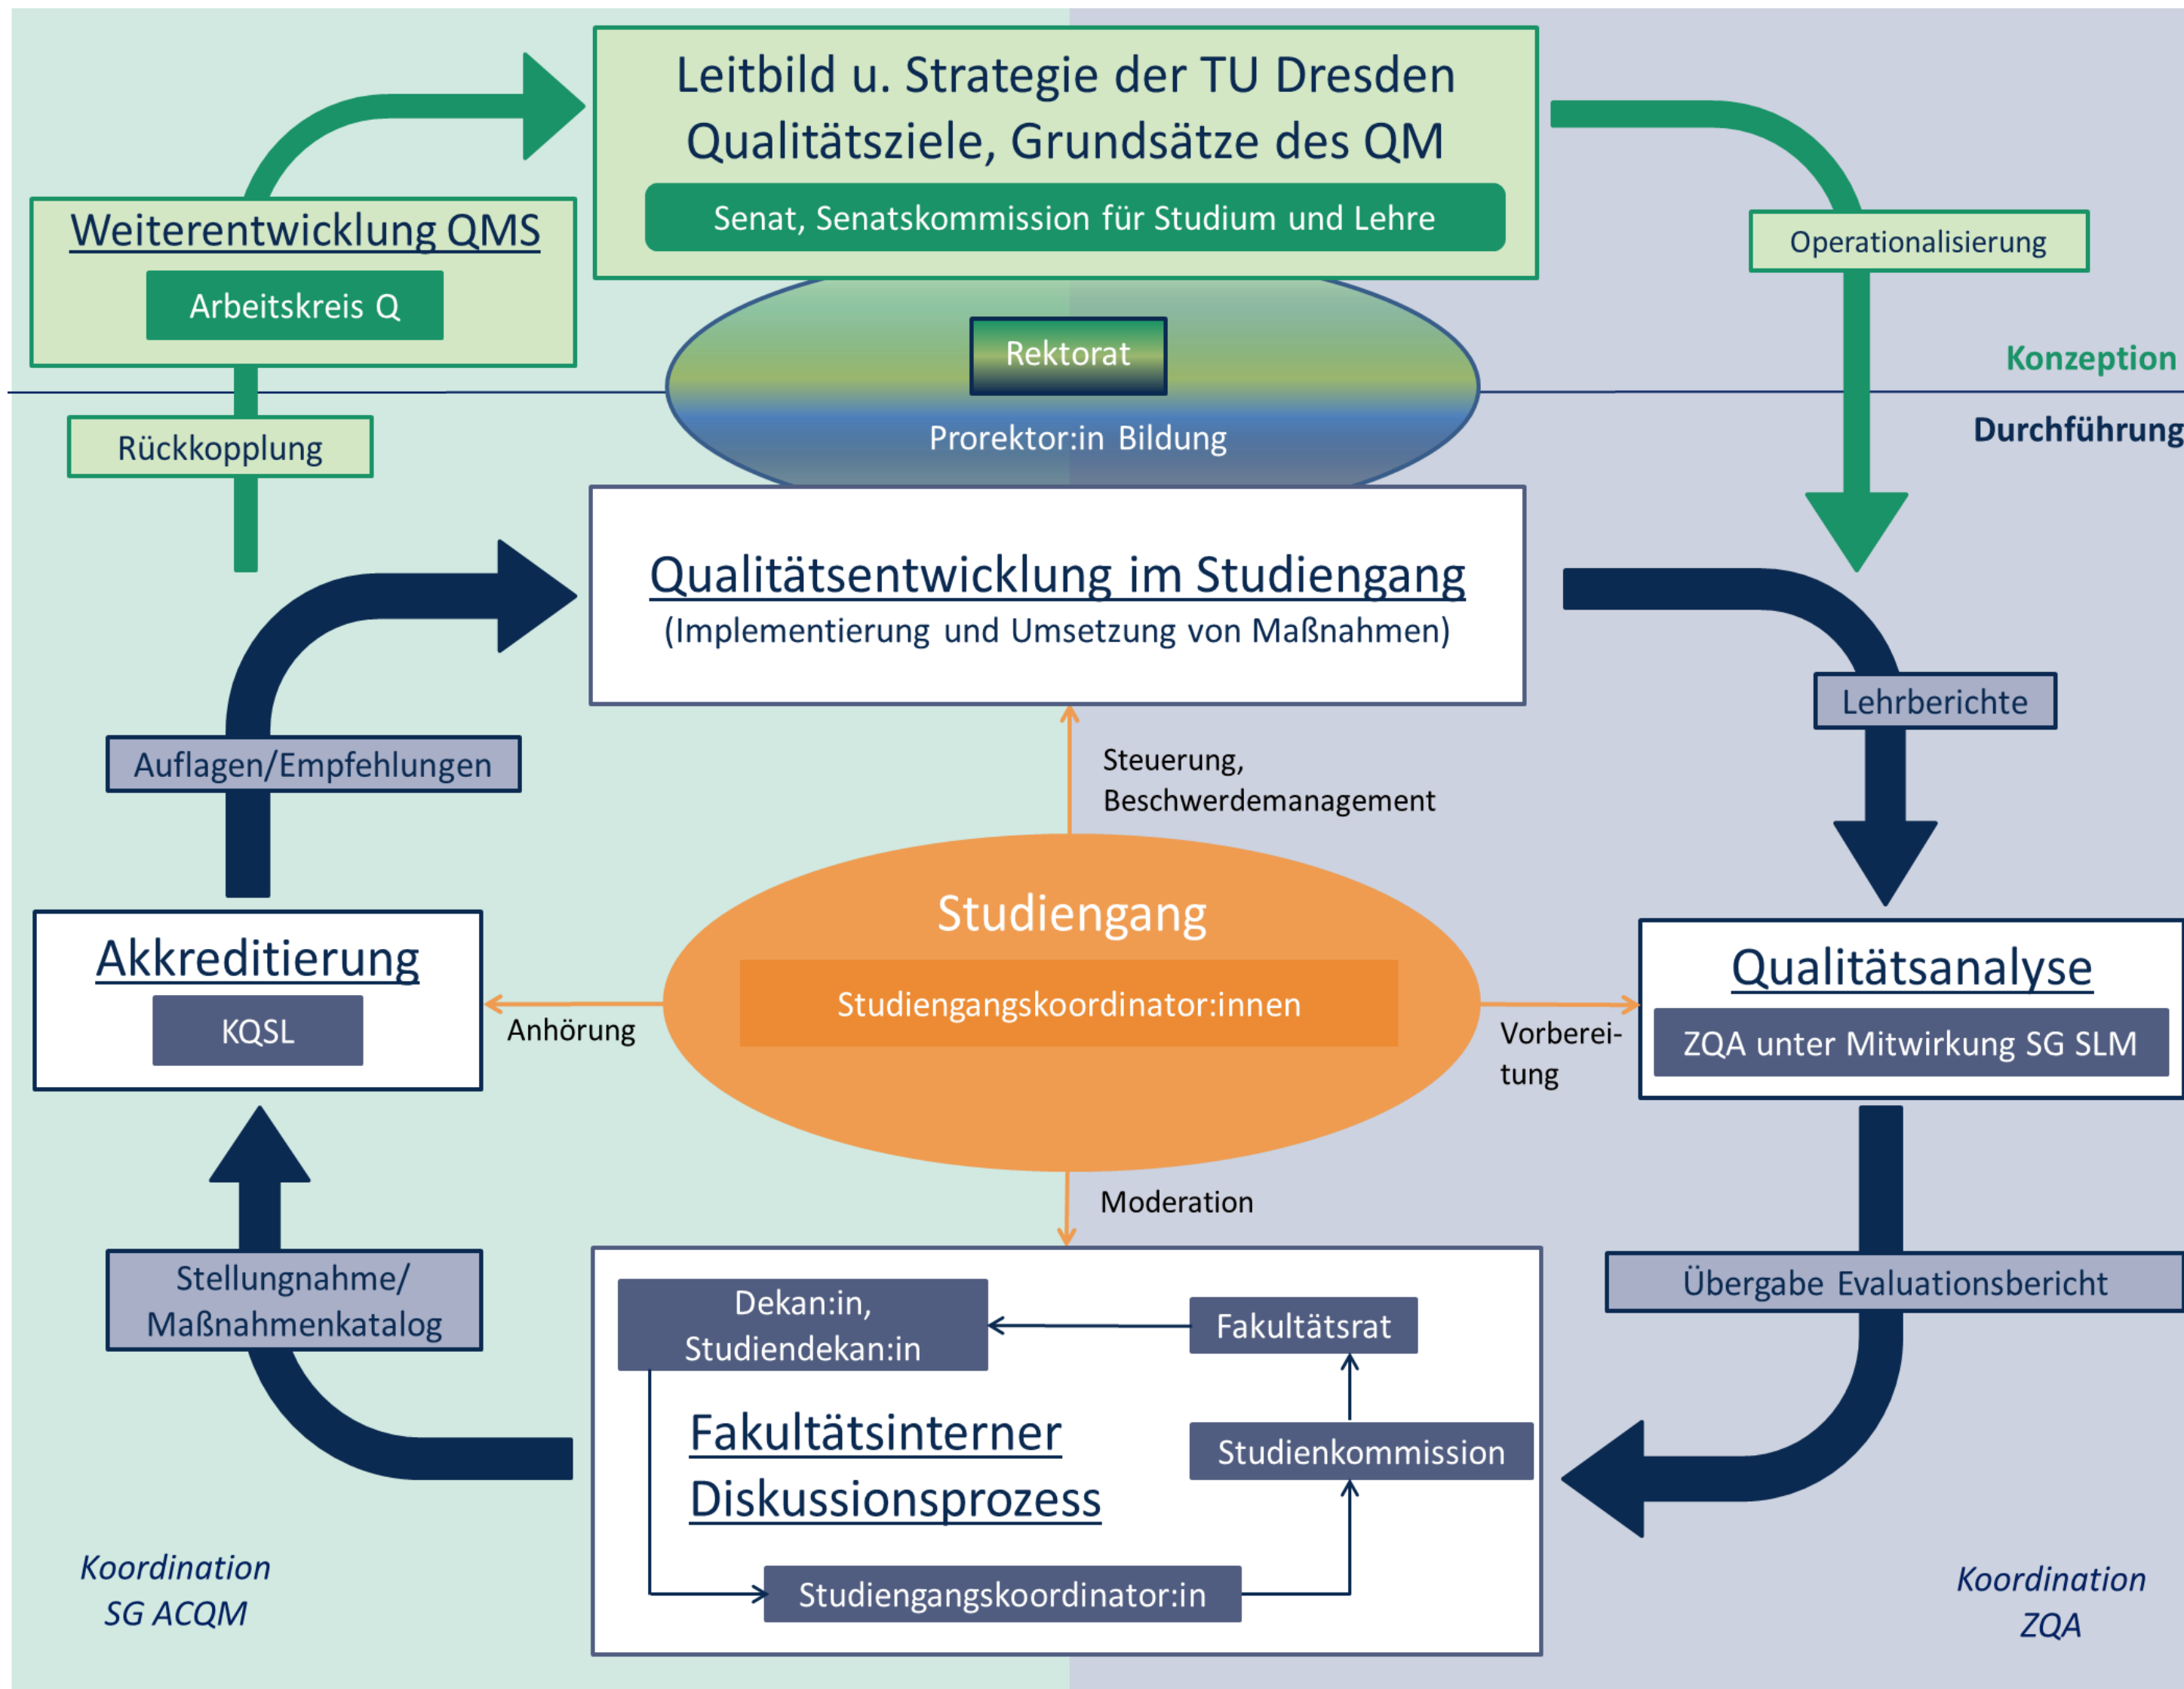 Leitbild u. Strategie der TU Dresden
Qualitätsziele, Grundsätze des QM
Senat, Senatskommission für Studium und Lehre
Weiterentwicklung QMS
Arbeitskreis Q
Operationalisierung
Rektorat
Prorektor:in Bildung
Konzeption
Durchführung
Rückkopplung
Qualitätsentwicklung im Studiengang
(Implementierung und Umsetzung von Maßnahmen)
Lehrberichte
Auflagen/Empfehlungen
Steuerung,
Beschwerdemanagement
Studiengang
Studiengangskoordinator:innen
Akkreditierung
KQSL
Anhörung
Vorberei-
tung
Qualitätsanalyse
ZQA unter Mitwirkung SG SLM
Moderation
Stellungnahme/
Maßnahmenkatalog
Übergabe Evaluationsbericht
Dekan:in,
Studiendekan:in
Fakultätsrat
Fakultätsinterner
Diskussionsprozess
Studienkommission
Studiengangskoordinator:in
Koordination
SG ACQM
Koordination
ZQA